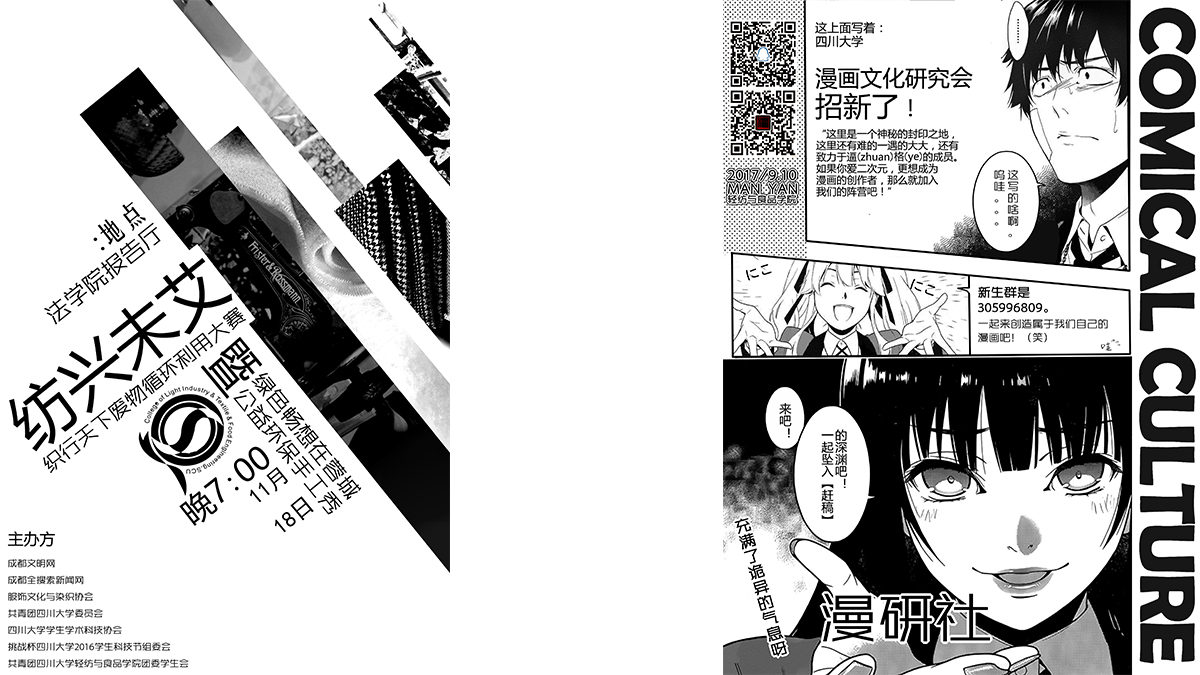 地点：
法学院报告厅
纺兴未艾
织行天下废物循环利用大赛
暨
绿色畅想在蓉城秀
公益环保手工秀
Frister & Rossmann
College of Light Industry & Textile & Food Engineering.SCU
晚7：00
11月
18日
主办方
成都文明网
成都全搜索新闻网
服饰文化与染织协会
共青团四川大学委员会
四川大学学生学术科技协会
挑战杯四川大学2016学生科技节组委会
共青团四川大学轻纺与食品学院团委学生会
2017/9.10
MAN.YAN
轻纺与食品学院
这上面写着：
四川大学
漫画文化研究会
招新了！
“这里是一个神秘的封印之地，
这里还有难的一遇的大大，还有
致力于逼(zhuan)格(ye)的成员。
如果你爱二次元，更想成为
漫画的创作者，那么就加入
我们的阵营吧！”
……
这写的啥啊。
呜哇。。。
にこ
にこ
新生群是
305996809。
一起来创造属于我们自己的
漫画吧！（笑）
来吧！
一起坠入【赶稿】
的深渊吧！
充满了诡异的气息呀
漫研社
COMICAL CULTURE